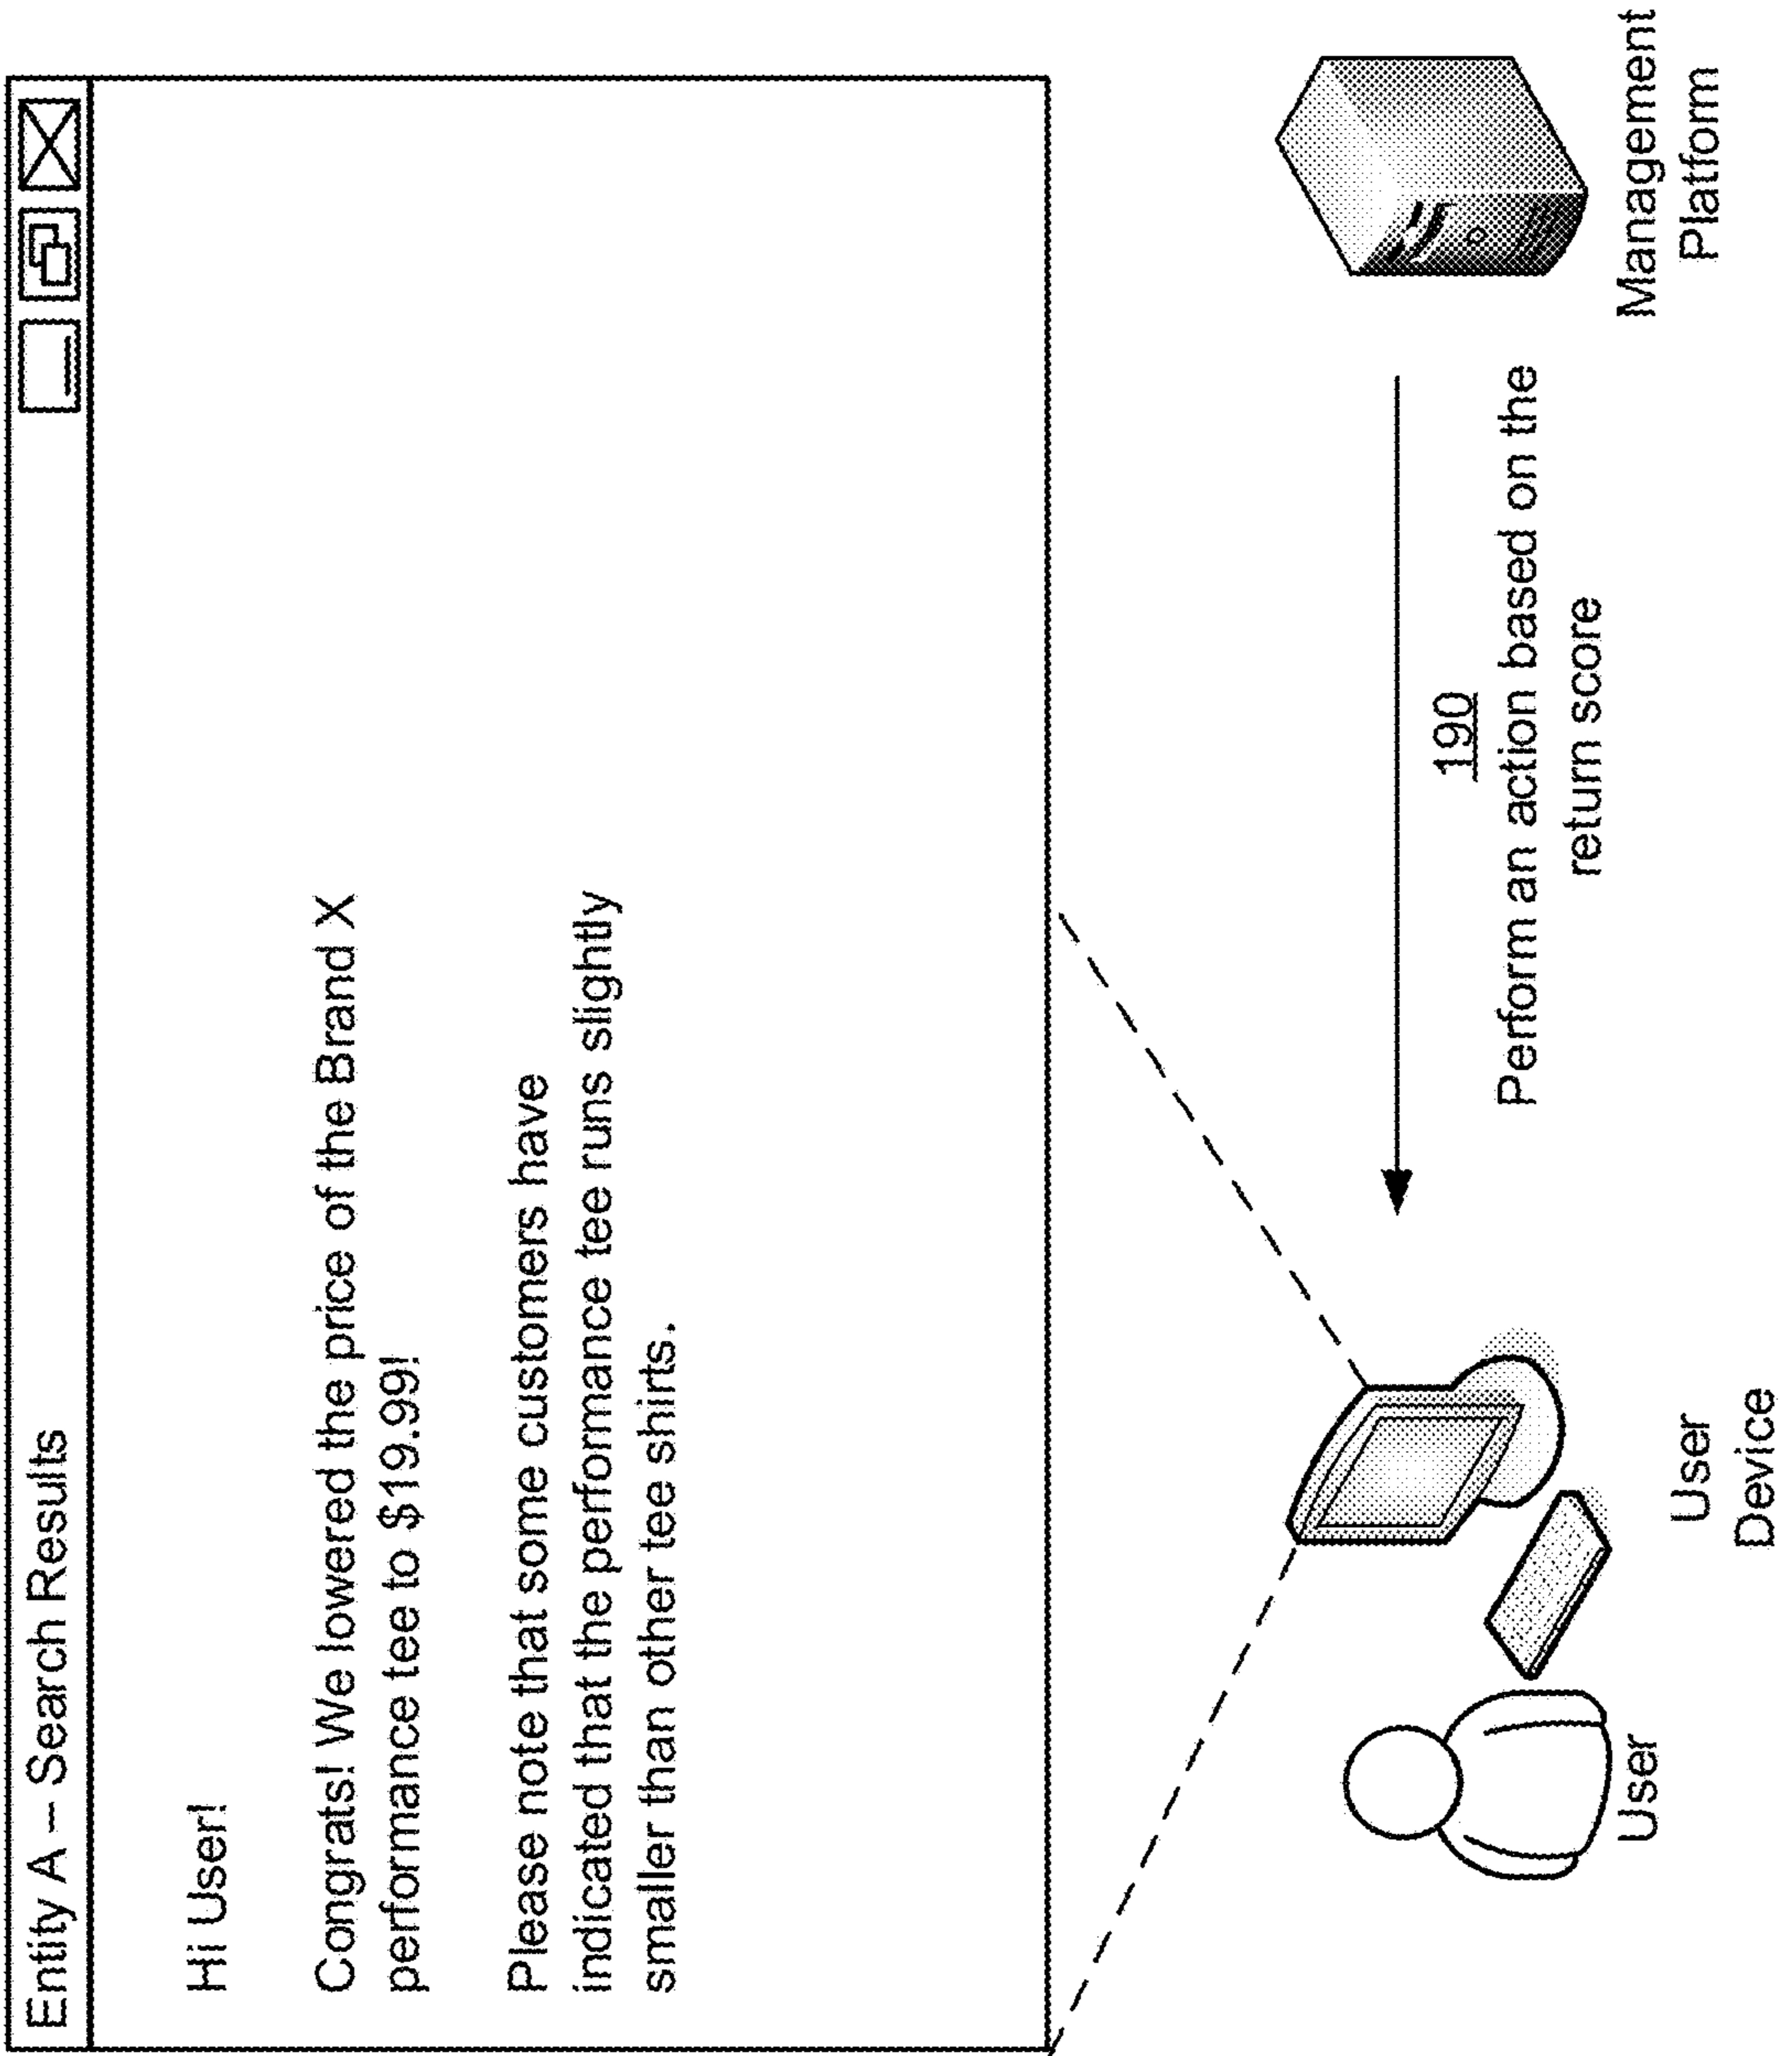 Entity A – Search Results
Hi User!
Congrats! We lowered the price of the Brand X
performance tee to $19.99!
Please note that some customers have
indicated that the performance tee runs slightly
smaller than other tee shirts.
190
Perform an action based on the
return score
User
User
Device
Management
Platform